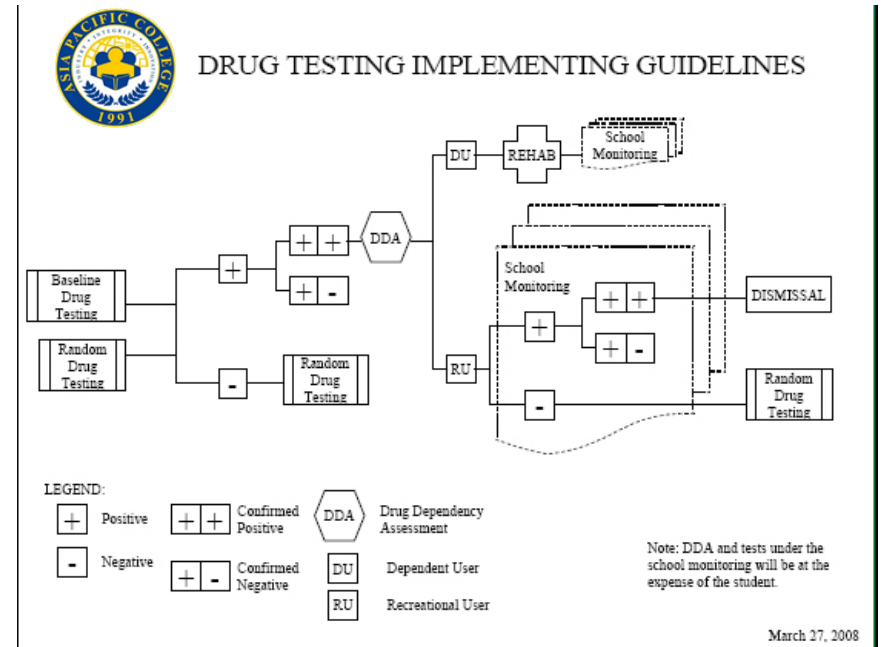 ASIA PACIFIC COLLEGE
INDUSTRY · INTEGRITY · INNOVATION
1991
DRUG TESTING IMPLEMENTING GUIDELINES
DU
REHAB
School
Monitoring
+ +
DDA
+
+ -
Baseline
Drug
Testing
Random
Drug
Testing
-
Random
Drug
Testing
RU
School
Monitoring
+
+ +
+ -
-
DISMISSAL
Random
Drug
Testing
LEGEND:
+ Positive
- Negative
+ + Confirmed
Positive
+ - Confirmed
Negative
DDA Drug Dependency
Assessment
DU Dependent User
RU Recreational User
Note: DDA and tests under the
school monitoring will be at the
expense of the student.
March 27, 2008